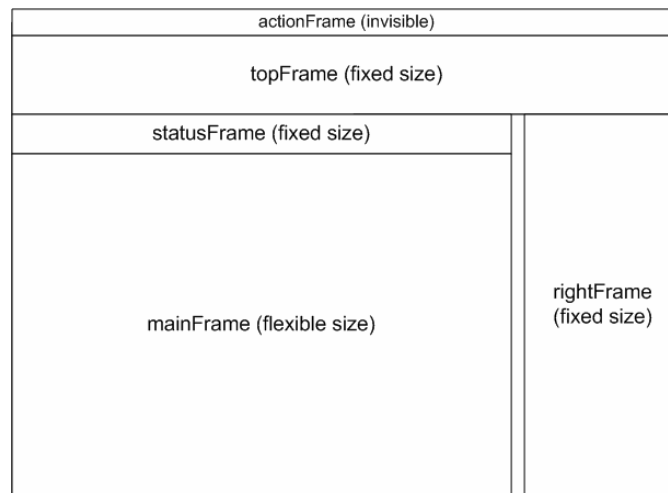 actionFrame (invisible)
topFrame (fixed size)
statusFrame (fixed size)
mainFrame (flexible size)
rightFrame
(fixed size)